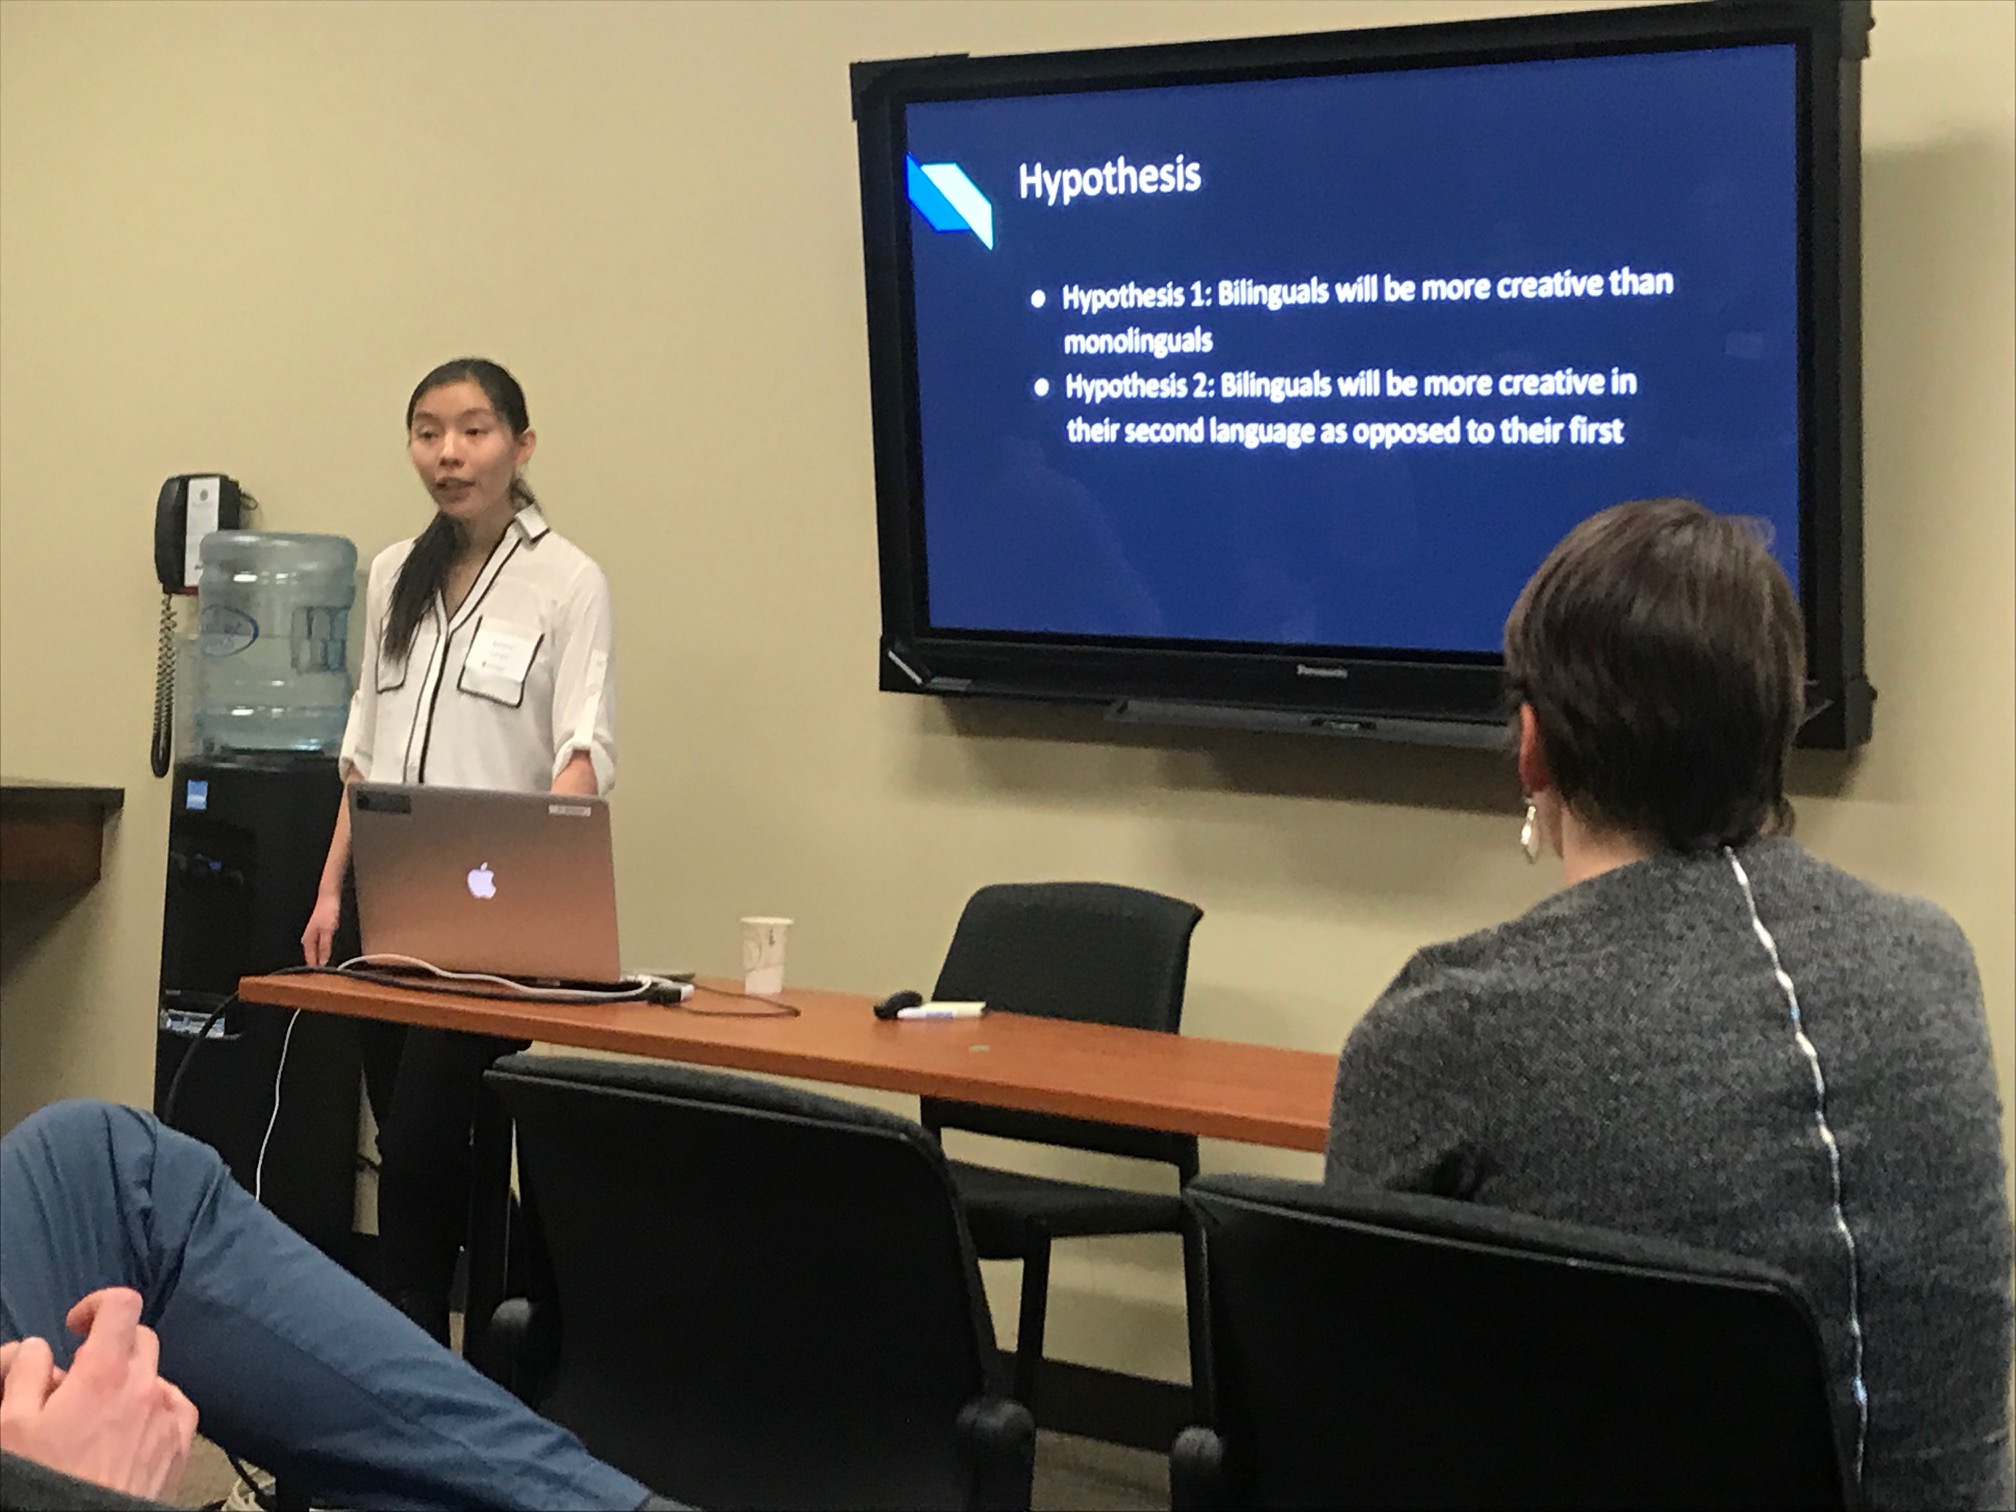 Hypothesis
● Hypothesis 1: Bilinguals will be more creative than
monolinguals
● Hypothesis 2: Bilinguals will be more creative in
their second language as opposed to their first
Panasonic